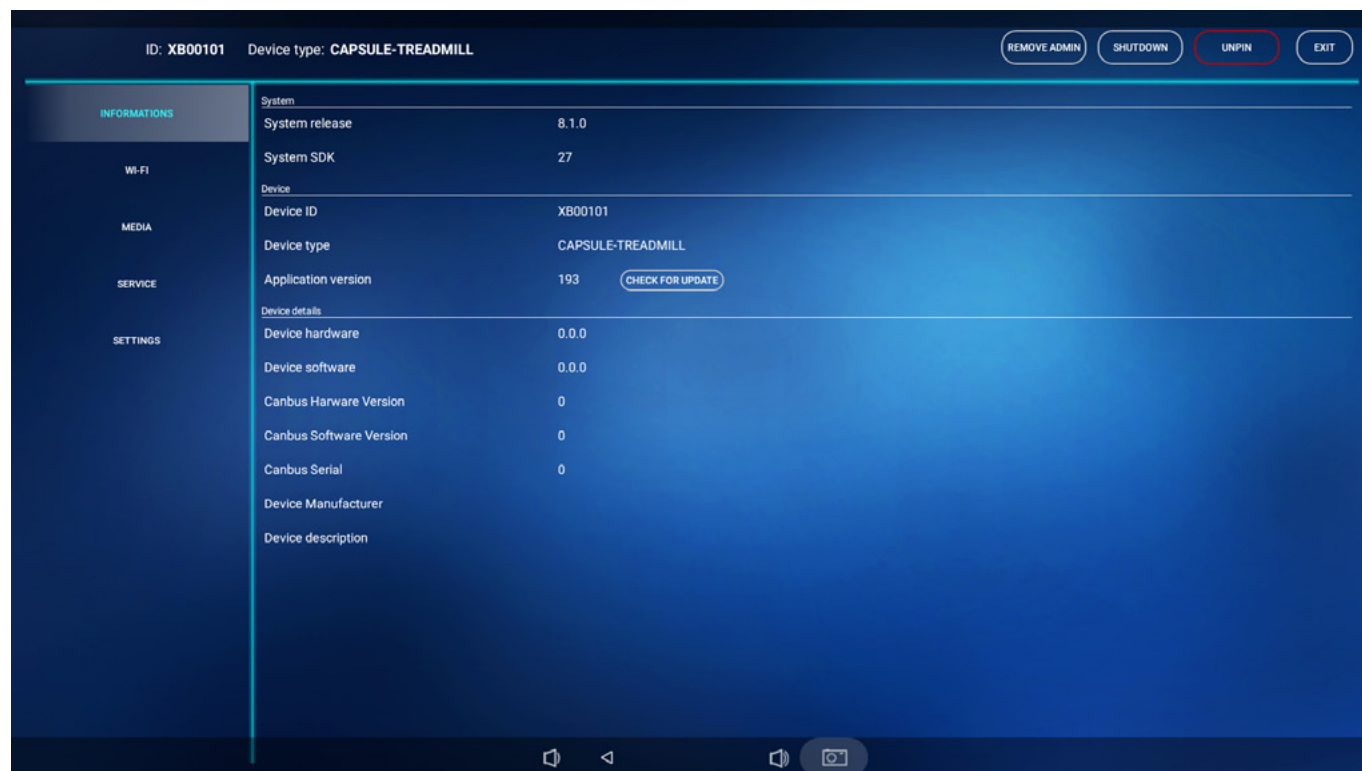 ID: XB00101 Device type: CAPSULE-TREADMILL REMOVE ADMIN SHUTDOWN UNPIN EXIT
INFORMATIONS
WI-FI
MEDIA
SERVICE
SETTINGS
System
System release 8.1.0
System SDK 27
Device
Device ID XB00101
Device type CAPSULE-TREADMILL
Application version 193 CHECK FOR UPDATE
Device details
Device hardware 0.0.0
Device software 0.0.0
Canbus Harware Version 0
Canbus Software Version 0
Canbus Serial 0
Device Manufacturer
Device description